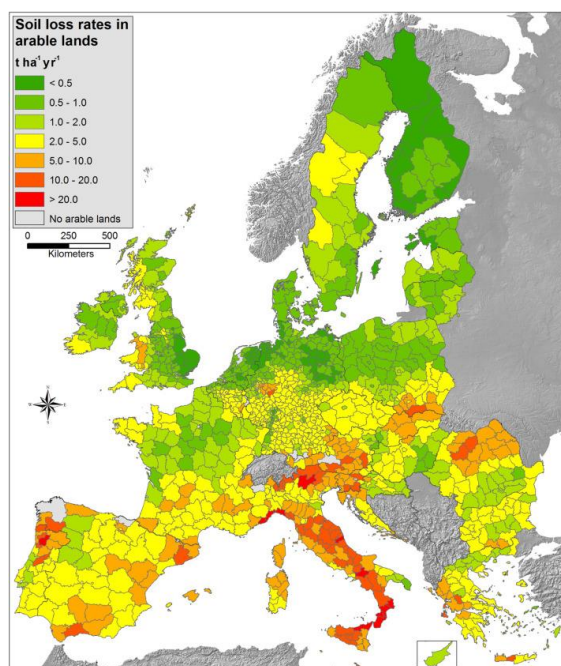 Soil loss rates in
arable lands
t ha⁻¹ yr⁻¹
< 0.5
0.5 - 1.0
1.0 - 2.0
2.0 - 5.0
5.0 - 10.0
10.0 - 20.0
> 20.0
No arable lands
500 250 0 500
Kilometers